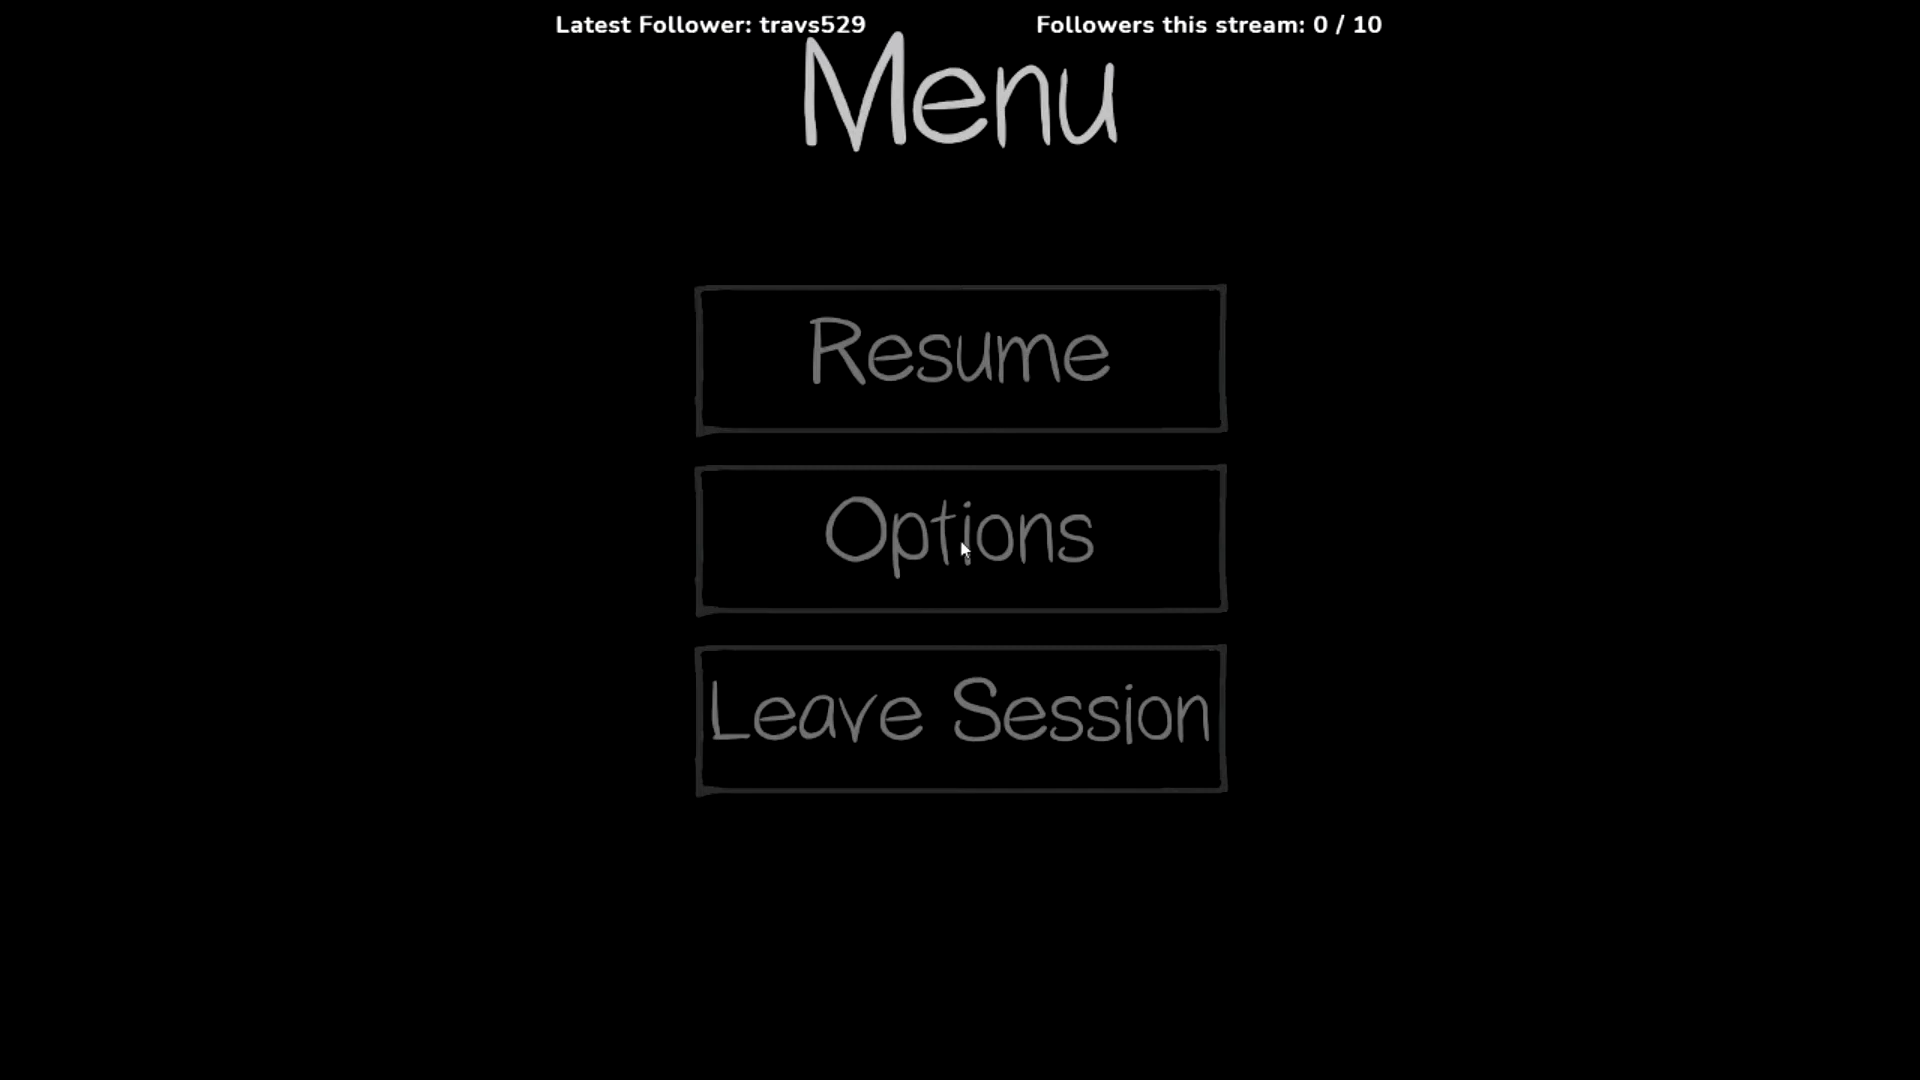 Latest Follower: travs529 Followers this stream: 0 / 10
Menu
Resume
Options
Leave Session